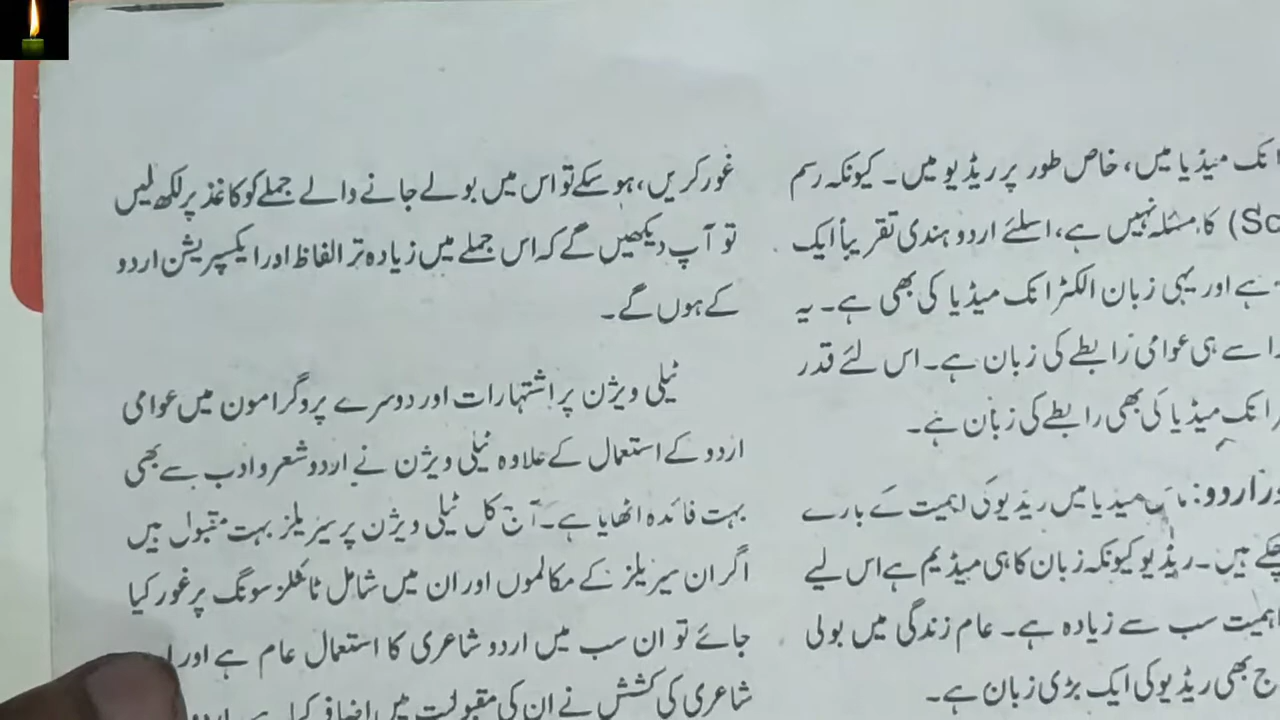 انک میڈیا میں، خاص طور پر ریڈیو میں۔ کیونکہ رسم
(Sc کا مسئلہ نہیں ہے، اسلئے اردو ہندی تقریباً ایک
ہے اور یہی زبان الکٹرانک میڈیا کی بھی ہے۔ یہ
سے ہی عوامی رابطے کی زبان ہے۔ اس لئے قدر
انک میڈیا کی بھی رابطے کی زبان ہے۔
اردو: ماس میڈیا میں ریڈیو کی اہمیت کے بارے
چکے ہیں۔ ریڈیو کیونکہ زبان کا ہی میڈیم ہے اس لیے
اہمیت سب سے زیادہ ہے۔ عام زندگی میں بولی
ج بھی ریڈیو کی ایک بڑی زبان ہے۔
غور کریں، ہو سکے تو اس میں بولے جانے والے جملے کو کاغذ پر لکھ لیں
تو آپ دیکھیں گے کہ اس جملے میں زیادہ تر الفاظ اور ایکسپریشن اردو
کے ہوں گے۔
ٹیلی ویژن پر اشتہارات اور دوسرے پروگرامون میں عوامی
اردو کے استعمال کے علاوہ ٹیلی ویژن نے اردو شعر و ادب سے بھی
بہت فائدہ اٹھایا ہے۔ آج کل ٹیلی ویژن پر سیریلز بہت مقبول ہیں
اگر ان سیریلز کے مکالموں اور ان میں شامل ٹائٹلز سونگ پر غور کیا
جائے تو ان سب میں اردو شاعری کا استعمال عام ہے اور
شاعری کی کشش نے ان کی مقبولیت میں اضافہ کیا ہے۔ اردو